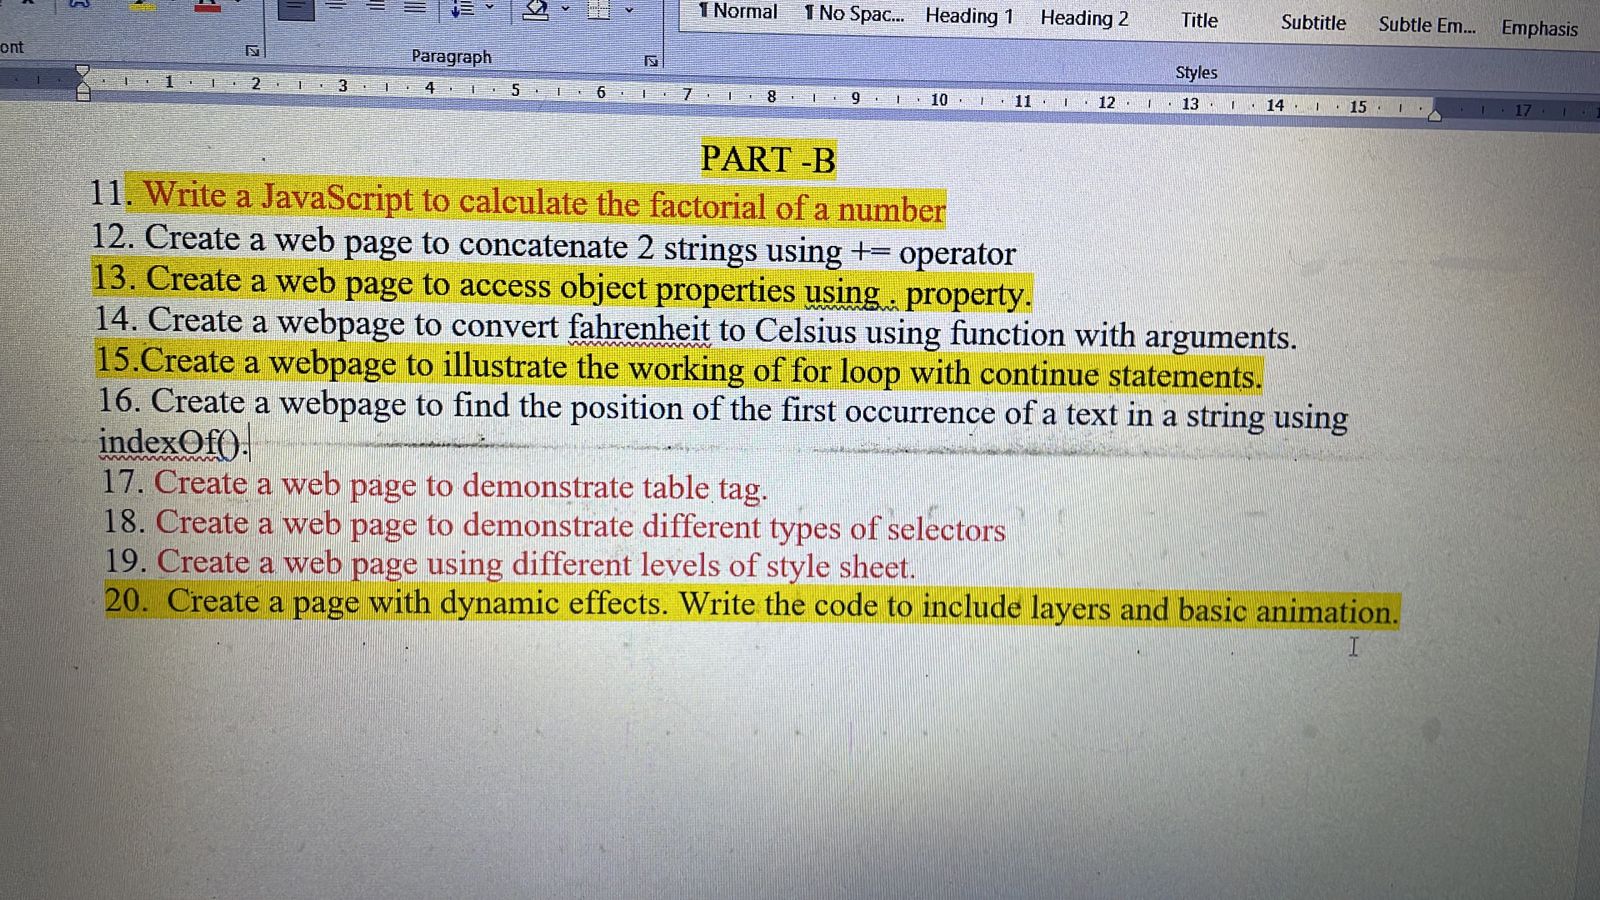 ont
Paragraph
¶ Normal ¶ No Spac... Heading 1 Heading 2 Title Subtitle Subtle Em... Emphasis
Styles
1 2 3 4 5 6 7 8 9 10 11 12 13 14 15 17
PART -B
11. Write a JavaScript to calculate the factorial of a number
12. Create a web page to concatenate 2 strings using += operator
13. Create a web page to access object properties using . property.
14. Create a webpage to convert fahrenheit to Celsius using function with arguments.
15.Create a webpage to illustrate the working of for loop with continue statements.
16. Create a webpage to find the position of the first occurrence of a text in a string using
indexOf().
17. Create a web page to demonstrate table tag.
18. Create a web page to demonstrate different types of selectors
19. Create a web page using different levels of style sheet.
20. Create a page with dynamic effects. Write the code to include layers and basic animation.